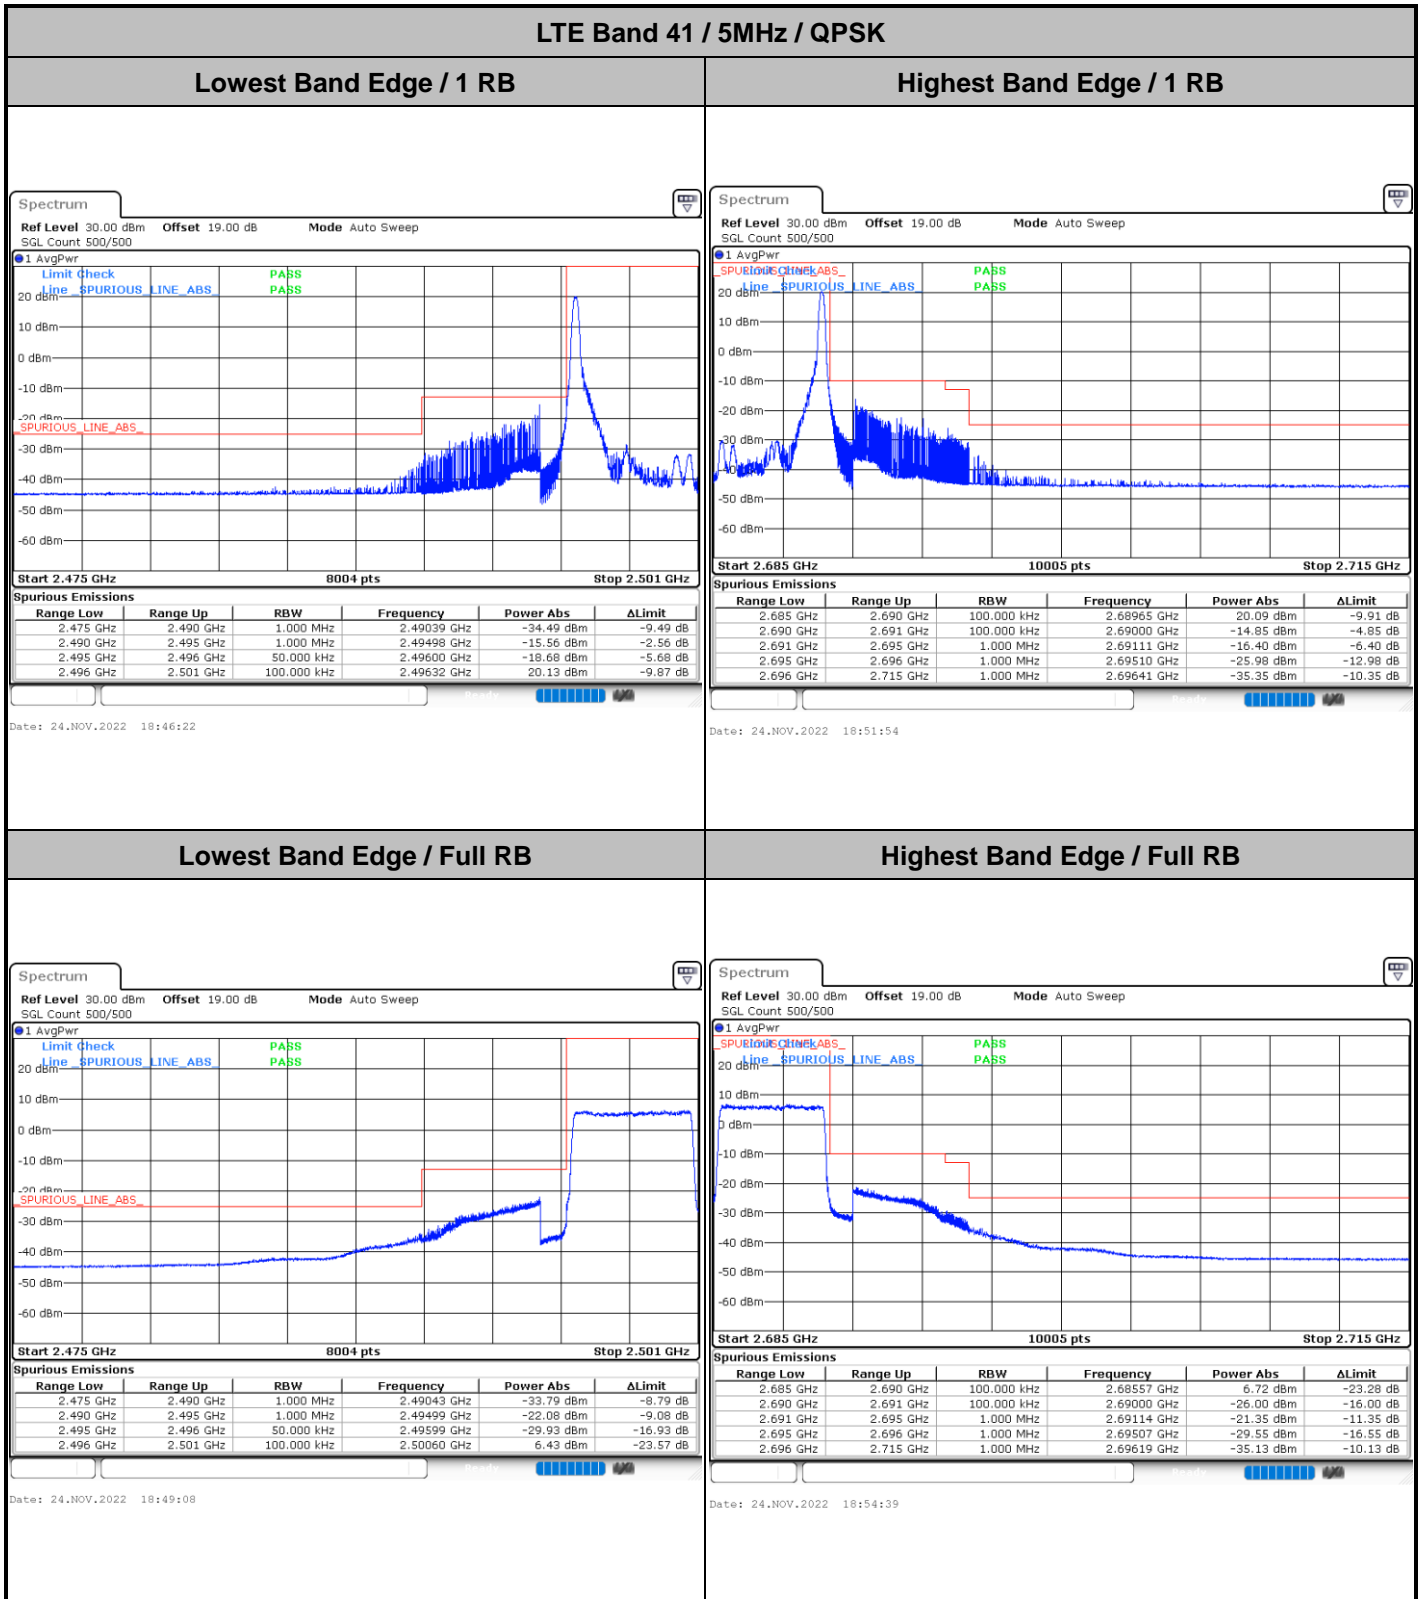 LTE Band 41 / 5MHz / QPSK
Lowest Band Edge / 1 RB
Highest Band Edge / 1 RB
Spectrum
Ref Level 30.00 dBm Offset 19.00 dB Mode Auto Sweep
SGL Count 500/500
1 AvgPwr
Limit Check PASS
Line _SPURIOUS_LINE_ABS_ PASS
20 dBm
10 dBm
0 dBm
-10 dBm
-20 dBm
_SPURIOUS_LINE_ABS_
-30 dBm
-40 dBm
-50 dBm
-60 dBm
Start 2.475 GHz 8004 pts Stop 2.501 GHz
Spurious Emissions
Range Low Range Up RBW Frequency Power Abs ΔLimit
2.475 GHz 2.490 GHz 1.000 MHz 2.49039 GHz -34.49 dBm -9.49 dB
2.490 GHz 2.495 GHz 1.000 MHz 2.49498 GHz -15.56 dBm -2.56 dB
2.495 GHz 2.496 GHz 50.000 kHz 2.49600 GHz -18.68 dBm -5.68 dB
2.496 GHz 2.501 GHz 100.000 kHz 2.49632 GHz 20.13 dBm -9.87 dB
Ready
Date: 24.NOV.2022 18:46:22
Spectrum
Ref Level 30.00 dBm Offset 19.00 dB Mode Auto Sweep
SGL Count 500/500
1 AvgPwr
_SPURIOUS_LINE_ABS_
Limit Check PASS
Line _SPURIOUS_LINE_ABS_ PASS
20 dBm
10 dBm
0 dBm
-10 dBm
-20 dBm
-30 dBm
-40 dBm
-50 dBm
-60 dBm
Start 2.685 GHz 10005 pts Stop 2.715 GHz
Spurious Emissions
Range Low Range Up RBW Frequency Power Abs ΔLimit
2.685 GHz 2.690 GHz 100.000 kHz 2.68965 GHz 20.09 dBm -9.91 dB
2.690 GHz 2.691 GHz 100.000 kHz 2.69000 GHz -14.85 dBm -4.85 dB
2.691 GHz 2.695 GHz 1.000 MHz 2.69111 GHz -16.40 dBm -6.40 dB
2.695 GHz 2.696 GHz 1.000 MHz 2.69510 GHz -25.98 dBm -12.98 dB
2.696 GHz 2.715 GHz 1.000 MHz 2.69641 GHz -35.35 dBm -10.35 dB
Ready
Date: 24.NOV.2022 18:51:54
Lowest Band Edge / Full RB
Highest Band Edge / Full RB
Spectrum
Ref Level 30.00 dBm Offset 19.00 dB Mode Auto Sweep
SGL Count 500/500
1 AvgPwr
Limit Check PASS
Line _SPURIOUS_LINE_ABS_ PASS
20 dBm
10 dBm
0 dBm
-10 dBm
-20 dBm
_SPURIOUS_LINE_ABS_
-30 dBm
-40 dBm
-50 dBm
-60 dBm
Start 2.475 GHz 8004 pts Stop 2.501 GHz
Spurious Emissions
Range Low Range Up RBW Frequency Power Abs ΔLimit
2.475 GHz 2.490 GHz 1.000 MHz 2.49043 GHz -33.79 dBm -8.79 dB
2.490 GHz 2.495 GHz 1.000 MHz 2.49499 GHz -22.08 dBm -9.08 dB
2.495 GHz 2.496 GHz 50.000 kHz 2.49599 GHz -29.93 dBm -16.93 dB
2.496 GHz 2.501 GHz 100.000 kHz 2.50060 GHz 6.43 dBm -23.57 dB
Ready
Date: 24.NOV.2022 18:49:08
Spectrum
Ref Level 30.00 dBm Offset 19.00 dB Mode Auto Sweep
SGL Count 500/500
1 AvgPwr
_SPURIOUS_LINE_ABS_
Limit Check PASS
Line _SPURIOUS_LINE_ABS_ PASS
20 dBm
10 dBm
0 dBm
-10 dBm
-20 dBm
-30 dBm
-40 dBm
-50 dBm
-60 dBm
Start 2.685 GHz 10005 pts Stop 2.715 GHz
Spurious Emissions
Range Low Range Up RBW Frequency Power Abs ΔLimit
2.685 GHz 2.690 GHz 100.000 kHz 2.68557 GHz 6.72 dBm -23.28 dB
2.690 GHz 2.691 GHz 100.000 kHz 2.69000 GHz -26.00 dBm -16.00 dB
2.691 GHz 2.695 GHz 1.000 MHz 2.69114 GHz -21.35 dBm -11.35 dB
2.695 GHz 2.696 GHz 1.000 MHz 2.69507 GHz -29.55 dBm -16.55 dB
2.696 GHz 2.715 GHz 1.000 MHz 2.69619 GHz -35.13 dBm -10.13 dB
Ready
Date: 24.NOV.2022 18:54:39